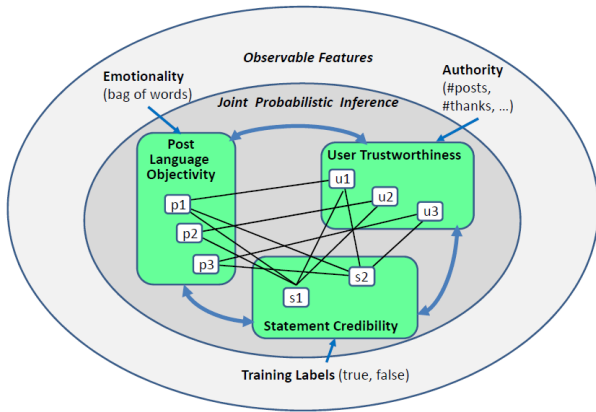 Observable Features
Emotionality
(bag of words)
Authority
(#posts,
#thanks, ...)
Joint Probabilistic Inference
Post
Language
Objectivity
User Trustworthiness
u1
u2
u3
p1
p2
p3
s2
s1
Statement Credibility
Training Labels (true, false)